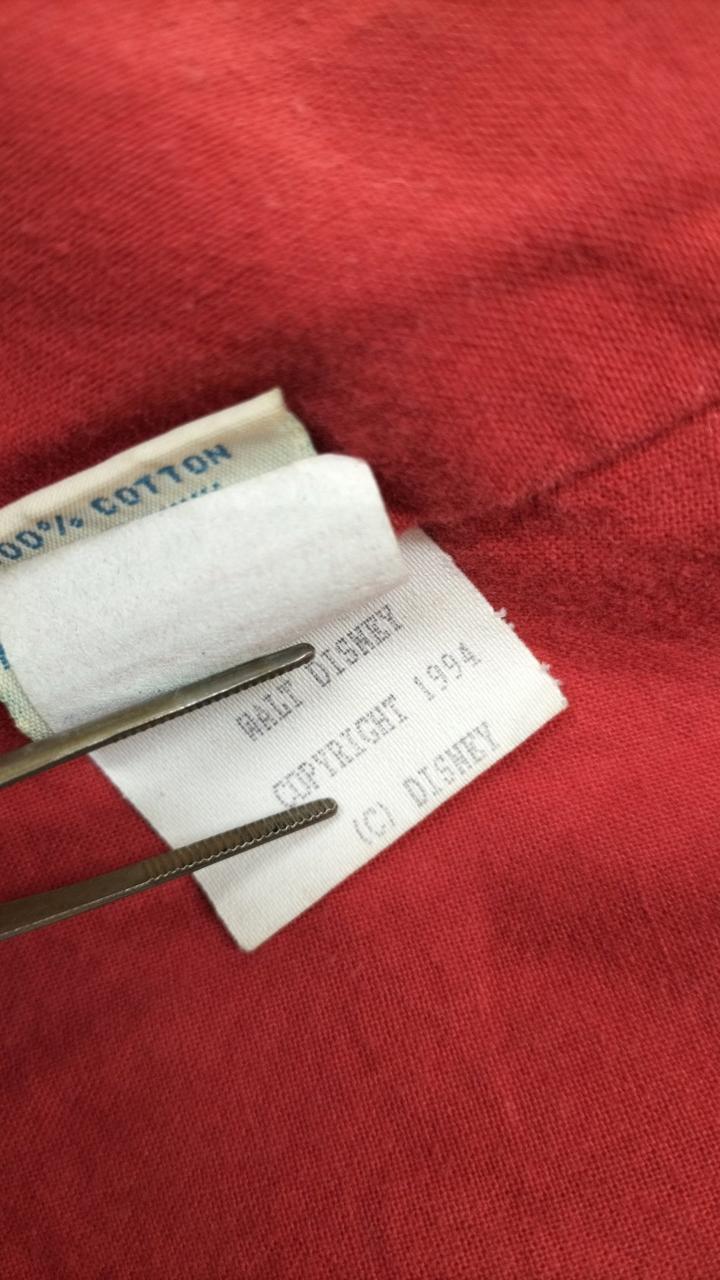 00% COTTON
WALT DISNEY
COPYRIGHT 1994
(C) DISNEY